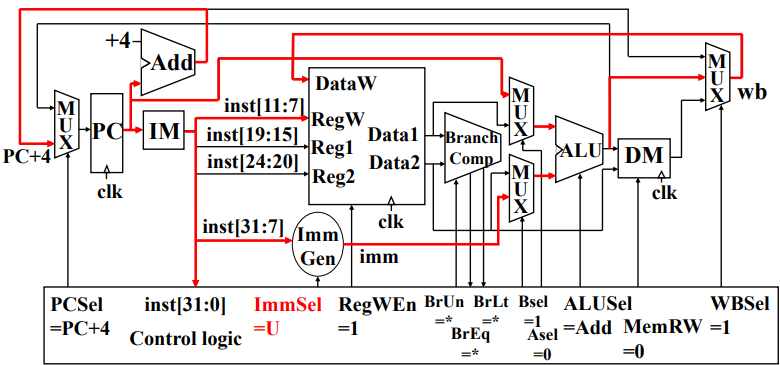 +4
Add
MUX
PC+4
PC
clk
IM
inst[11:7]
inst[19:15]
inst[24:20]
inst[31:7]
DataW
RegW
Reg1
Reg2
Data1
Data2
clk
Imm
Gen
imm
Branch
Comp
MUX
MUX
ALU
DM
clk
MUX
wb
PCSel
=PC+4
inst[31:0]
Control logic
ImmSel
=U
RegWEn
=1
BrUn
=*
BrEq
=*
BrLt
=*
Bsel
=1
Asel
=0
ALUSel
=Add
MemRW
=0
WBSel
=1